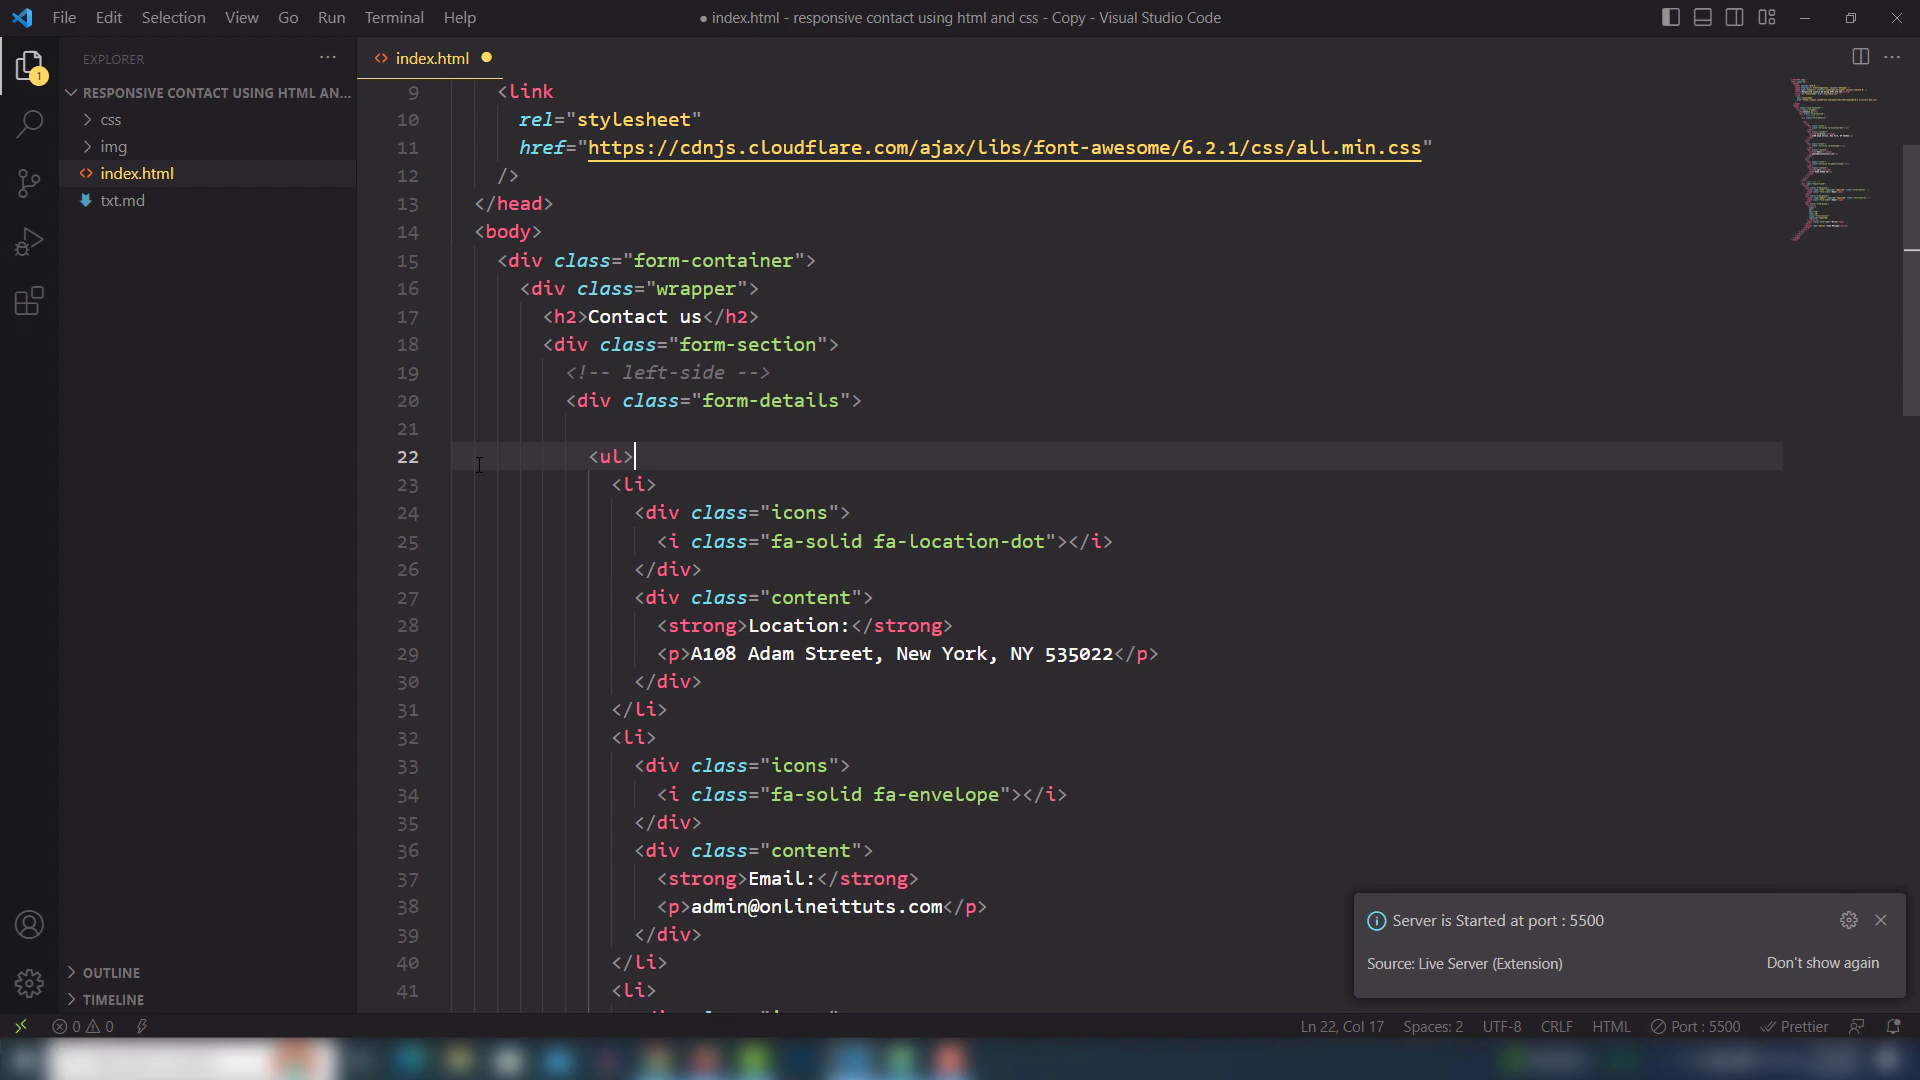 File Edit Selection View Go Run Terminal Help
● index.html - responsive contact using html and css - Copy - Visual Studio Code
EXPLORER
index.html
RESPONSIVE CONTACT USING HTML AN...
css
img
index.html
txt.md
OUTLINE
TIMELINE
1
9 <link
10 rel="stylesheet"
11 href="https://cdnjs.cloudflare.com/ajax/libs/font-awesome/6.2.1/css/all.min.css"
12 />
13 </head>
14 <body>
15 <div class="form-container">
16 <div class="wrapper">
17 <h2>Contact us</h2>
18 <div class="form-section">
19 <!-- left-side -->
20 <div class="form-details">
21
22 <ul>
23 <li>
24 <div class="icons">
25 <i class="fa-solid fa-location-dot"></i>
26 </div>
27 <div class="content">
28 <strong>Location:</strong>
29 <p>A108 Adam Street, New York, NY 535022</p>
30 </div>
31 </li>
32 <li>
33 <div class="icons">
34 <i class="fa-solid fa-envelope"></i>
35 </div>
36 <div class="content">
37 <strong>Email:</strong>
38 <p>admin@onlineittuts.com</p>
39 </div>
40 </li>
41 <li>
Server is Started at port : 5500
Source: Live Server (Extension) Don't show again
0 0 Ln 22, Col 17 Spaces: 2 UTF-8 CRLF HTML Port : 5500 Prettier